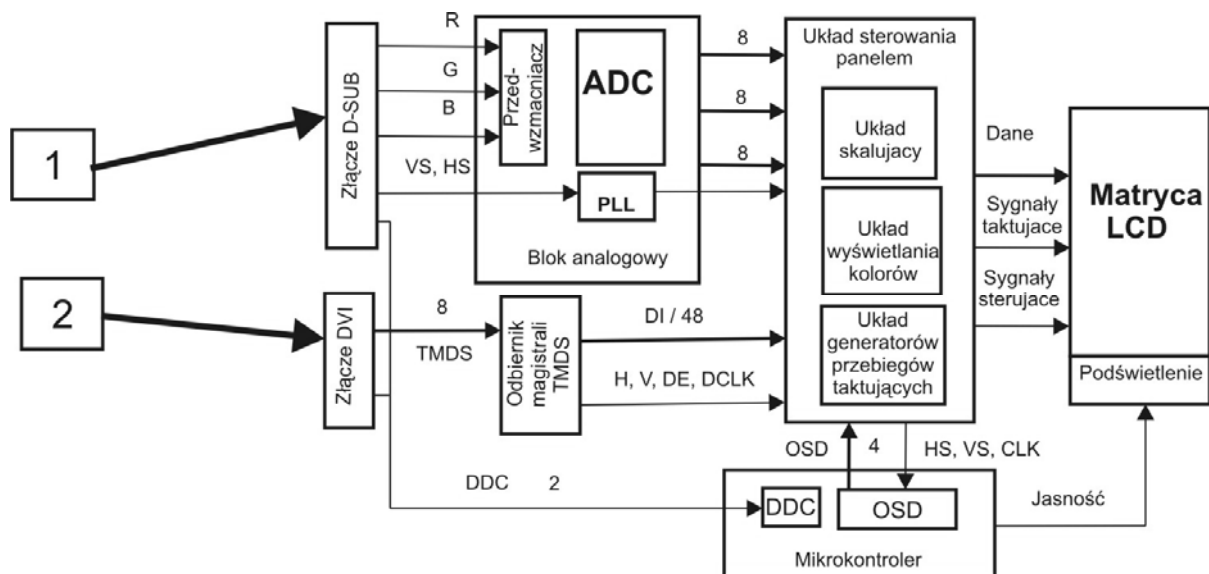 1
Złącze D-SUB
R
G
B
VS, HS
Przed-
wzmacniacz
ADC
PLL
Blok analogowy
8
8
8
Układ sterowania
panelem
Układ
skalujacy
Układ
wyświetlania
kolorów
Układ
generatorów
przebiegów
taktujących
Dane
Sygnały
taktujace
Sygnały
sterujace
Matryca
LCD
Podświetlenie
2
Złącze DVI
8
TMDS
Odbiernik
magistrali
TMDS
DI / 48
H, V, DE, DCLK
OSD
4
HS, VS, CLK
DDC
2
DDC
OSD
Mikrokontroler
Jasność